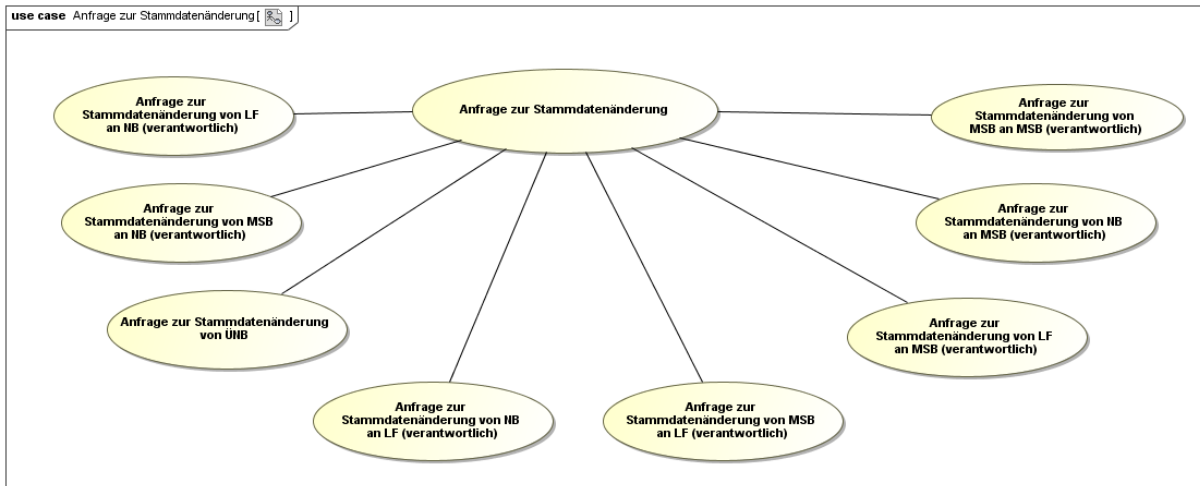 use case Anfrage zur Stammdatenänderung [ ]
Anfrage zur Stammdatenänderung
Anfrage zur
Stammdatenänderung von LF
an NB (verantwortlich)
Anfrage zur
Stammdatenänderung von MSB
an NB (verantwortlich)
Anfrage zur Stammdatenänderung
von ÜNB
Anfrage zur
Stammdatenänderung von NB
an LF (verantwortlich)
Anfrage zur
Stammdatenänderung von MSB
an LF (verantwortlich)
Anfrage zur
Stammdatenänderung von LF
an MSB (verantwortlich)
Anfrage zur
Stammdatenänderung von NB
an MSB (verantwortlich)
Anfrage zur
Stammdatenänderung von
MSB an MSB (verantwortlich)